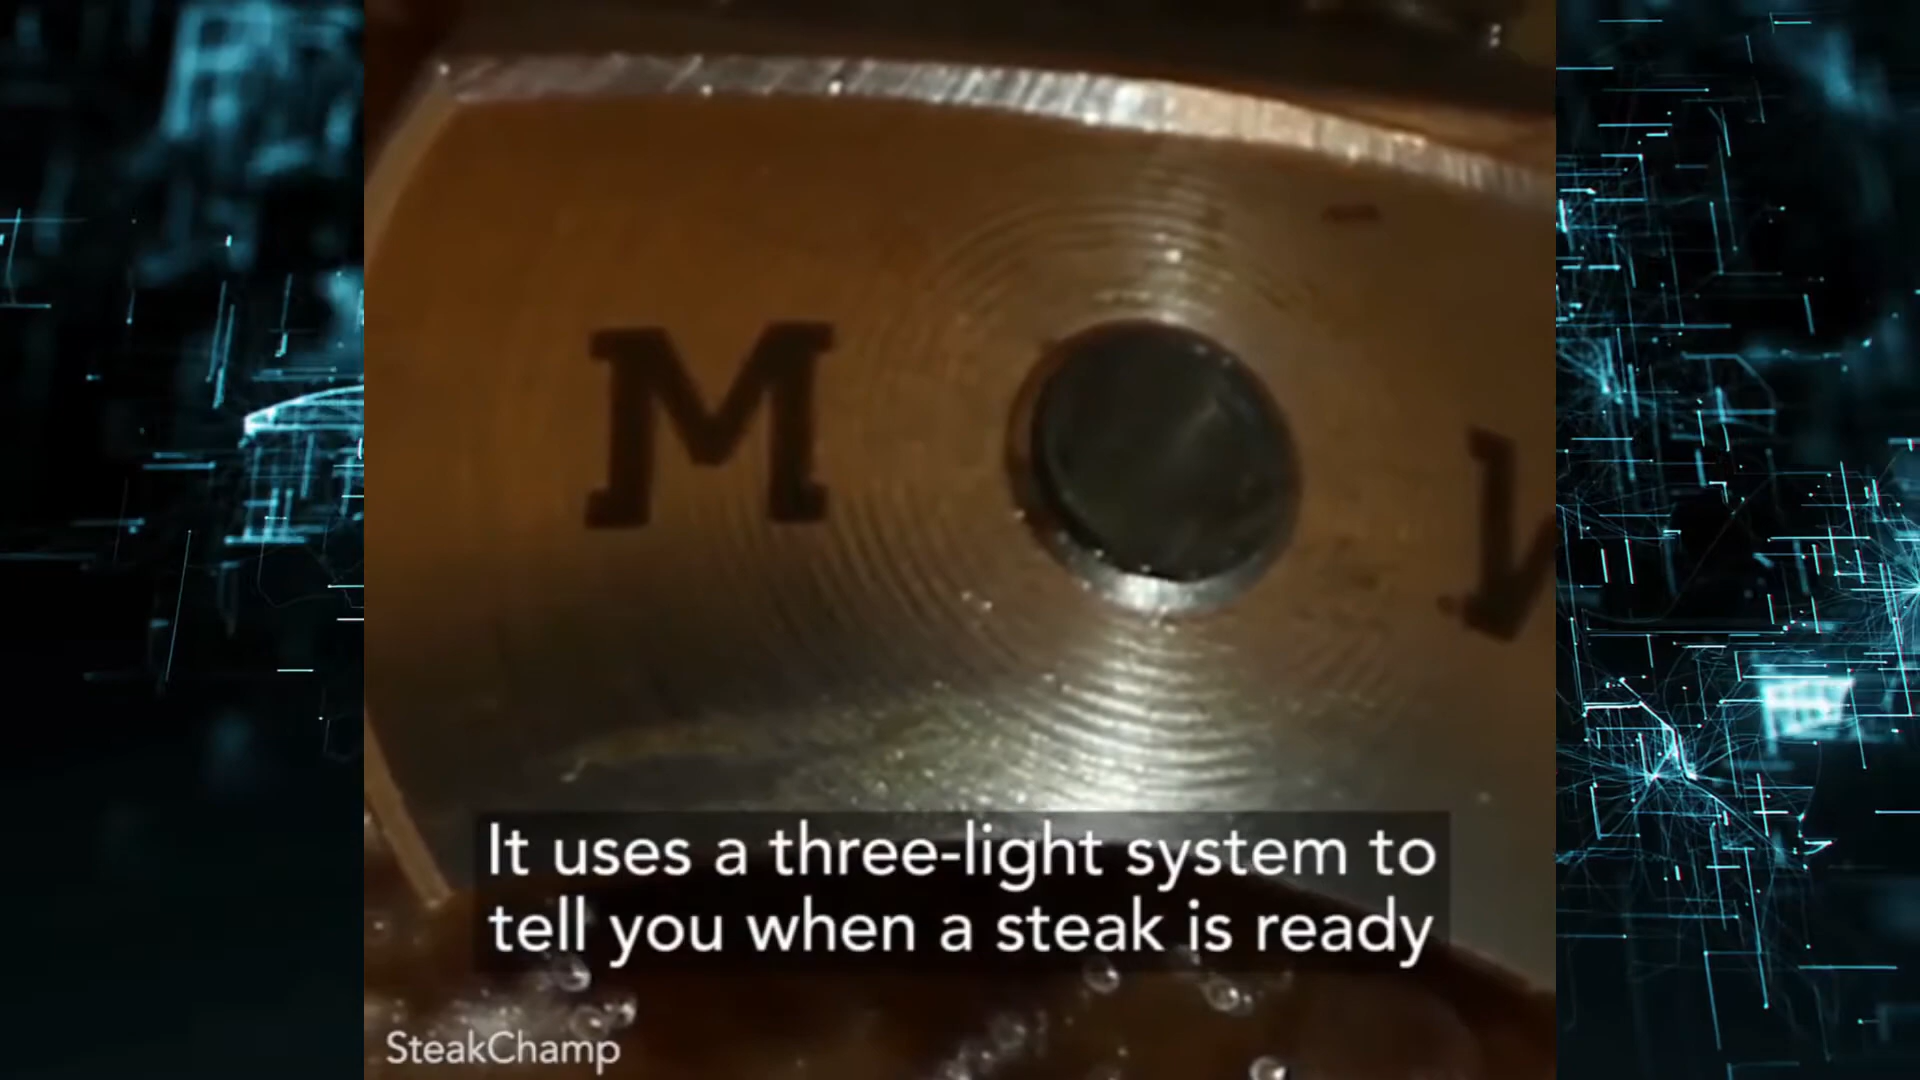 M
It uses a three-light system to
tell you when a steak is ready
SteakChamp